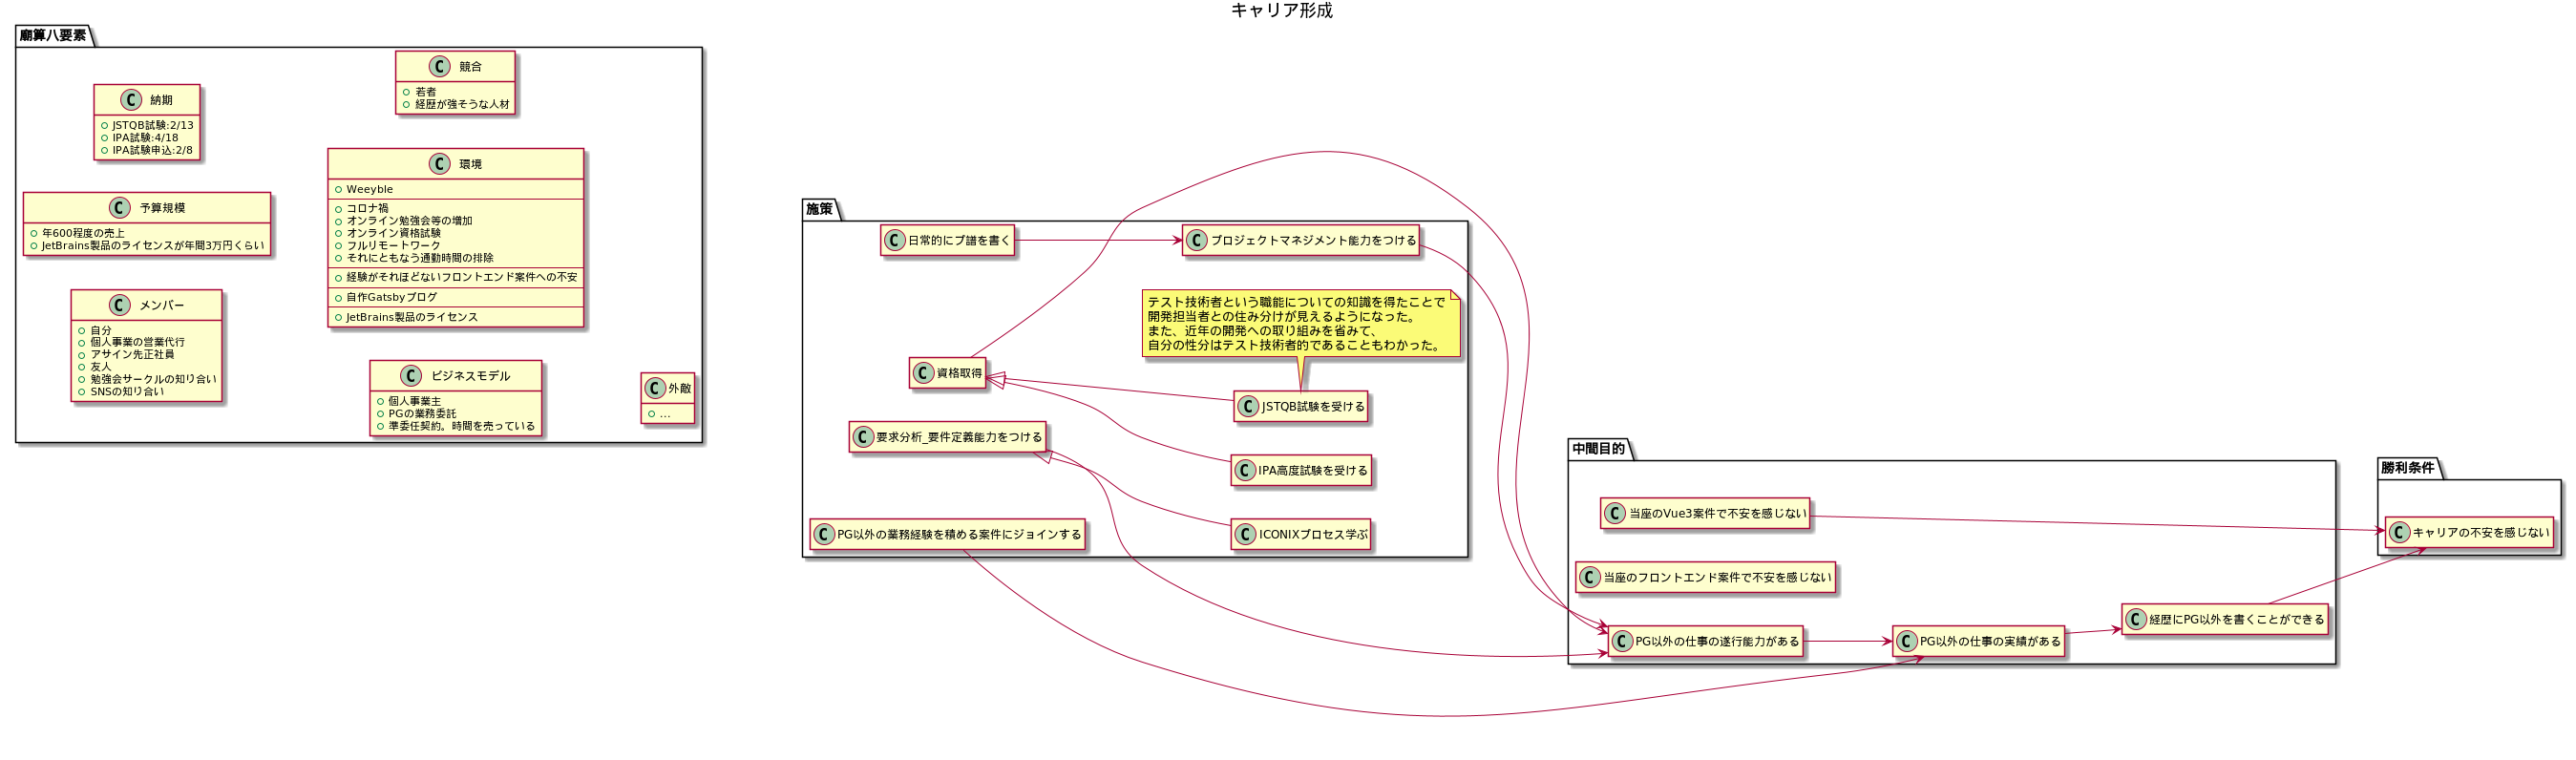 キャリア形成
廟算八要素
C 競合
若者
経歴が強そうな人材
C 納期
JSTQB試験:2/13
IPA試験:4/18
IPA試験申込:2/8
C 環境
Weeyble
コロナ禍
オンライン勉強会等の増加
オンライン資格試験
フルリモートワーク
それにともなう通勤時間の排除
経験がそれほどないフロントエンド案件への不安
自作Gatsbyブログ
JetBrains製品のライセンス
C 予算規模
年600程度の売上
JetBrains製品のライセンスが年間3万円くらい
C メンバー
自分
個人事業の営業代行
アサイン先正社員
友人
勉強会サークルの知り合い
SNSの知り合い
C ビジネスモデル
個人事業主
PGの業務委託
準委任契約。時間を売っている
C 外敵
...
施策
C 日常的にプ譜を書く
C プロジェクトマネジメント能力をつける
テスト技術者という職能についての知識を得たことで
開発担当者との住み分けが見えるようになった。
また、近年の開発への取り組みを省みて、
自分の性分はテスト技術者的であることもわかった。
C 資格取得
C JSTQB試験を受ける
C 要求分析_要件定義能力をつける
C IPA高度試験を受ける
C PG以外の業務経験を積める案件にジョインする
C ICONIXプロセス学ぶ
中間目的
C 当座のVue3案件で不安を感じない
C 当座のフロントエンド案件で不安を感じない
C PG以外の仕事の遂行能力がある
C PG以外の仕事の実績がある
C 経歴にPG以外を書くことができる
勝利条件
C キャリアの不安を感じない